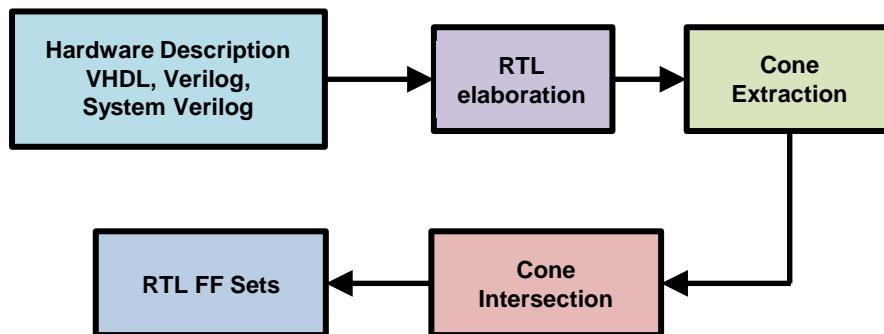 Hardware Description
VHDL, Verilog,
System Verilog
RTL
elaboration
Cone
Extraction
Cone
Intersection
RTL FF Sets